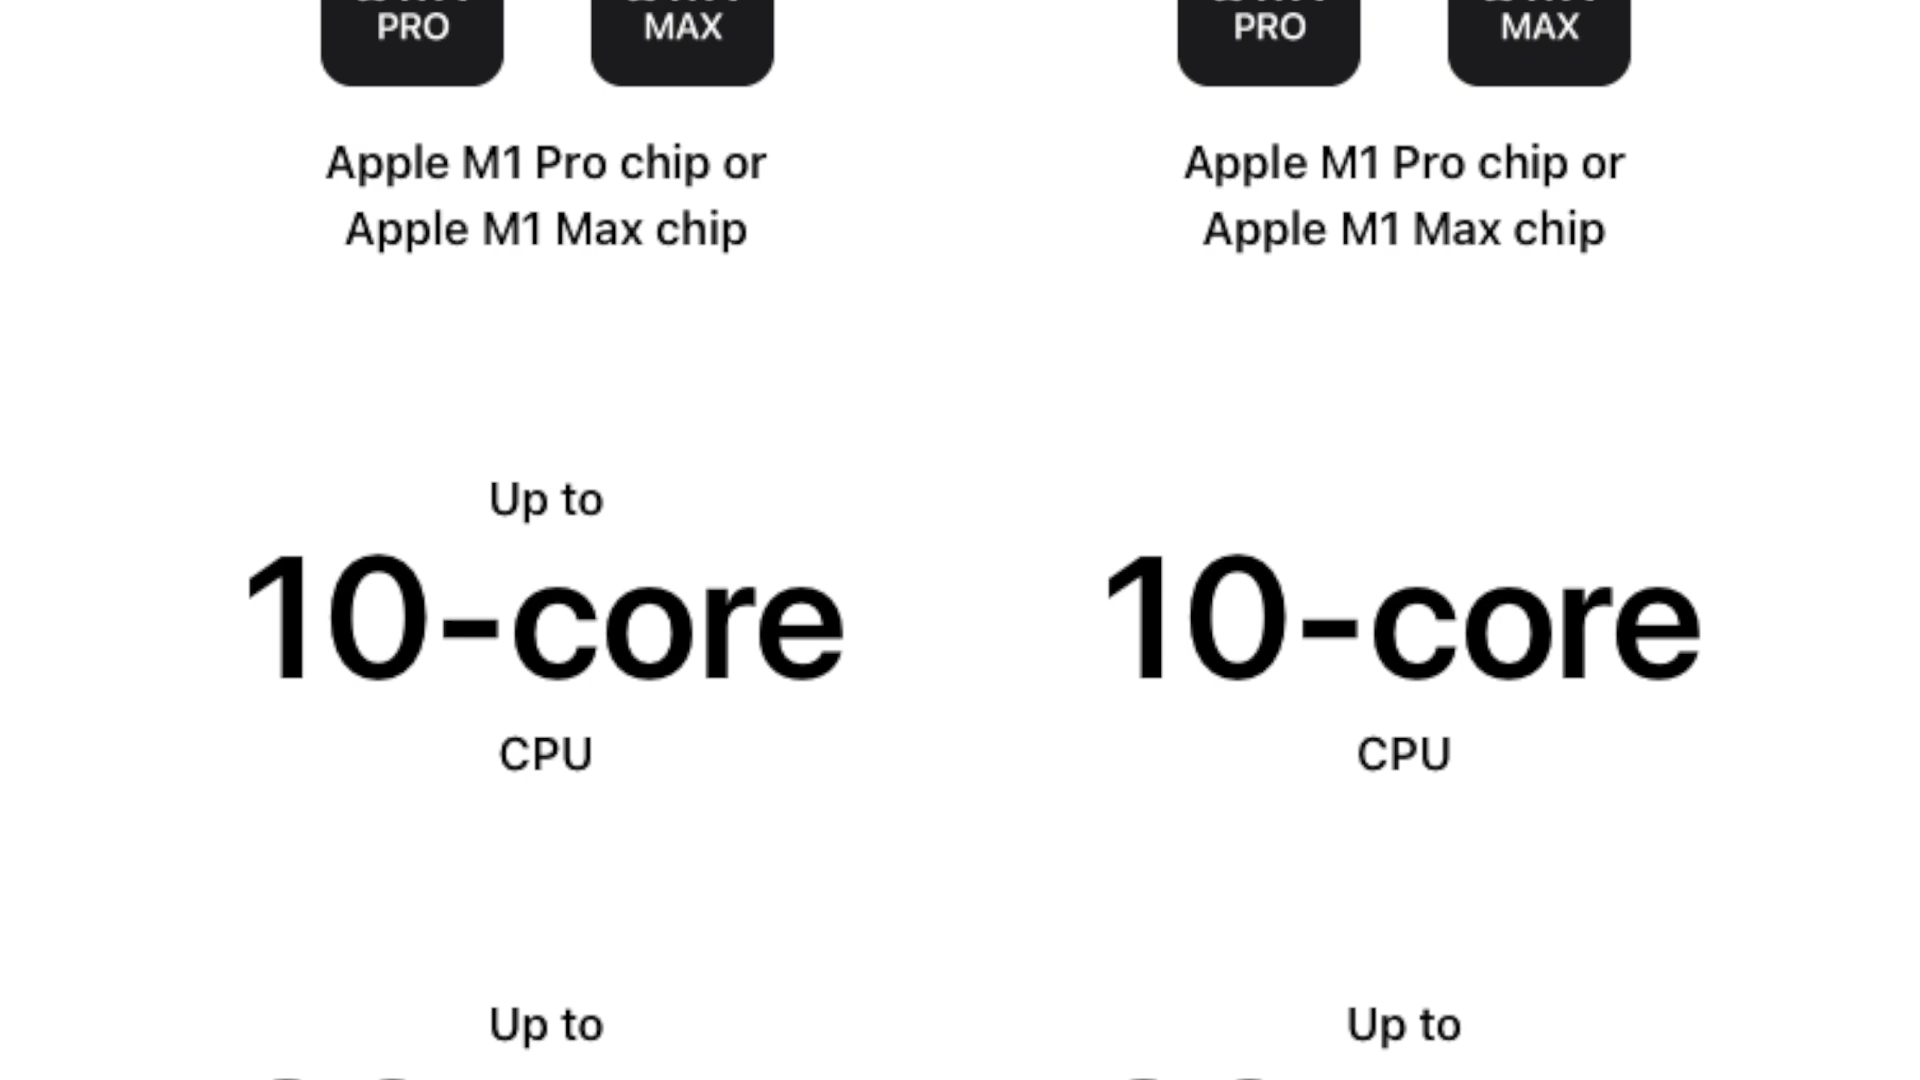 PRO MAX PRO MAX
Apple M1 Pro chip or
Apple M1 Max chip
Apple M1 Pro chip or
Apple M1 Max chip
Up to
10-core
CPU
10-core
CPU
Up to
Up to